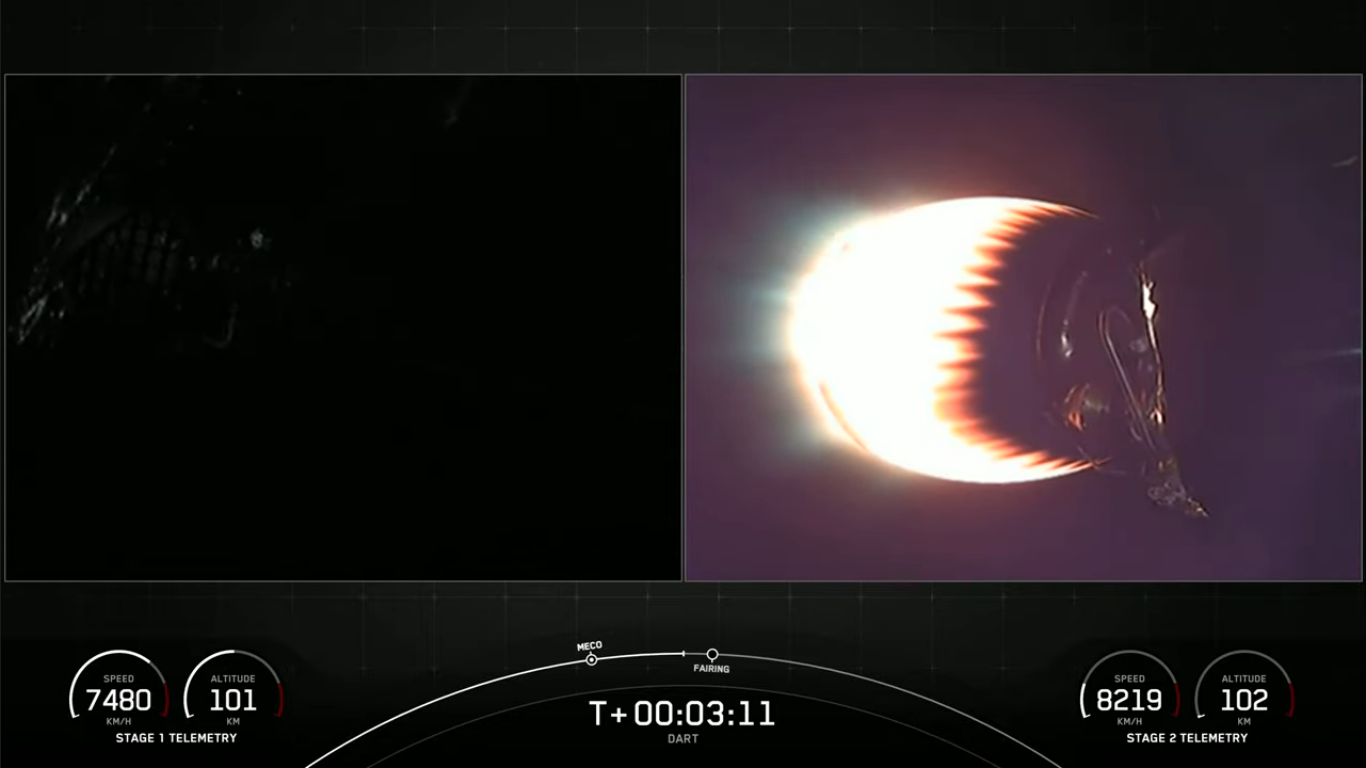 MECO
FAIRING
SPEED
7480
KM/H
ALTITUDE
101
KM
STAGE 1 TELEMETRY
T+00:03:11
DART
SPEED
8219
KM/H
ALTITUDE
102
KM
STAGE 2 TELEMETRY